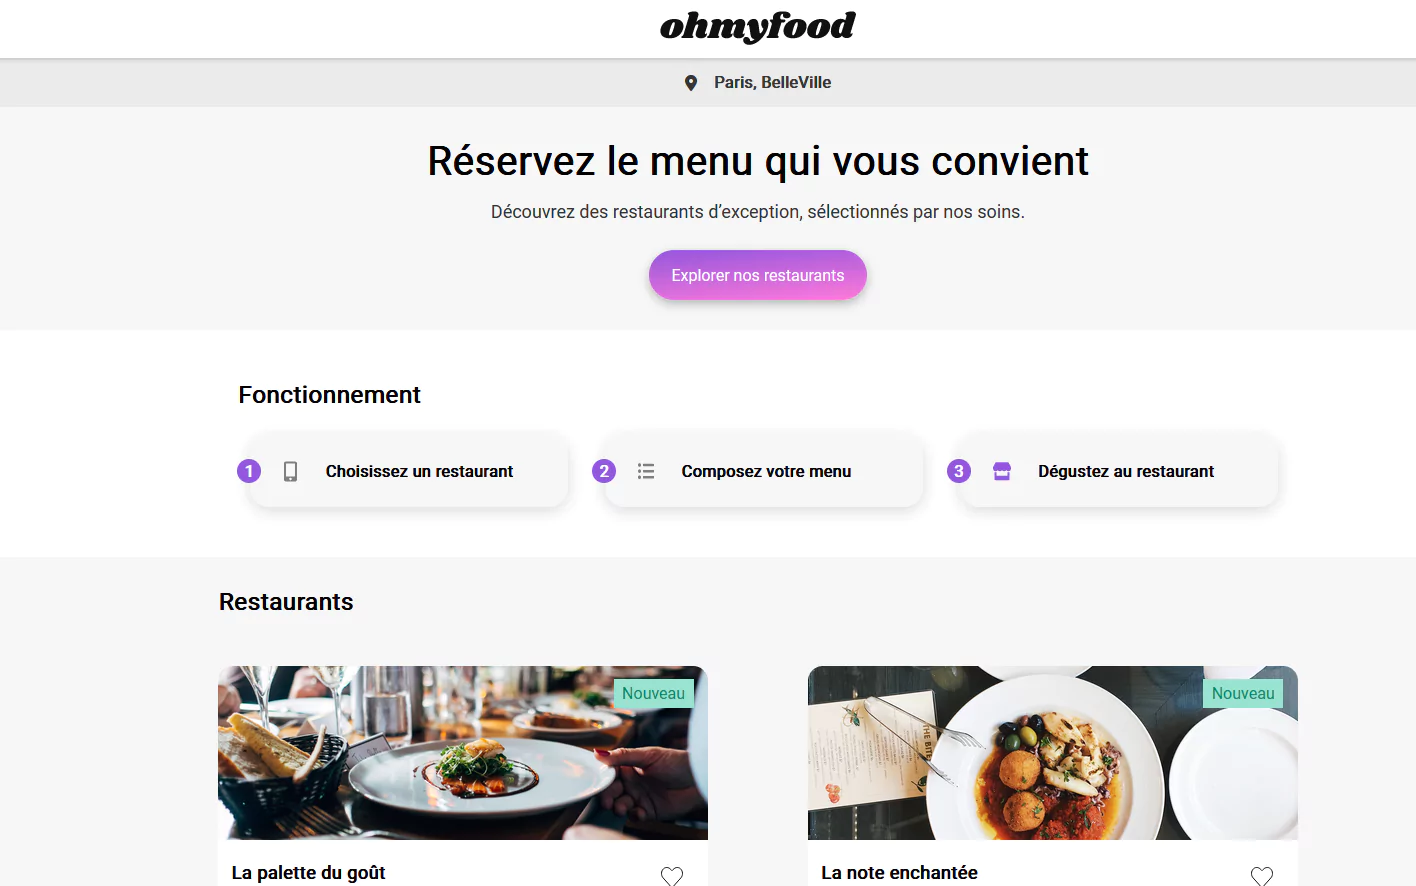 ohmyfood
Paris, BelleVille
Réservez le menu qui vous convient
Découvrez des restaurants d’exception, sélectionnés par nos soins.
Explorer nos restaurants
Fonctionnement
1 Choisissez un restaurant
2 Composez votre menu
3 Dégustez au restaurant
Restaurants
Nouveau
Nouveau
La palette du goût
La note enchantée